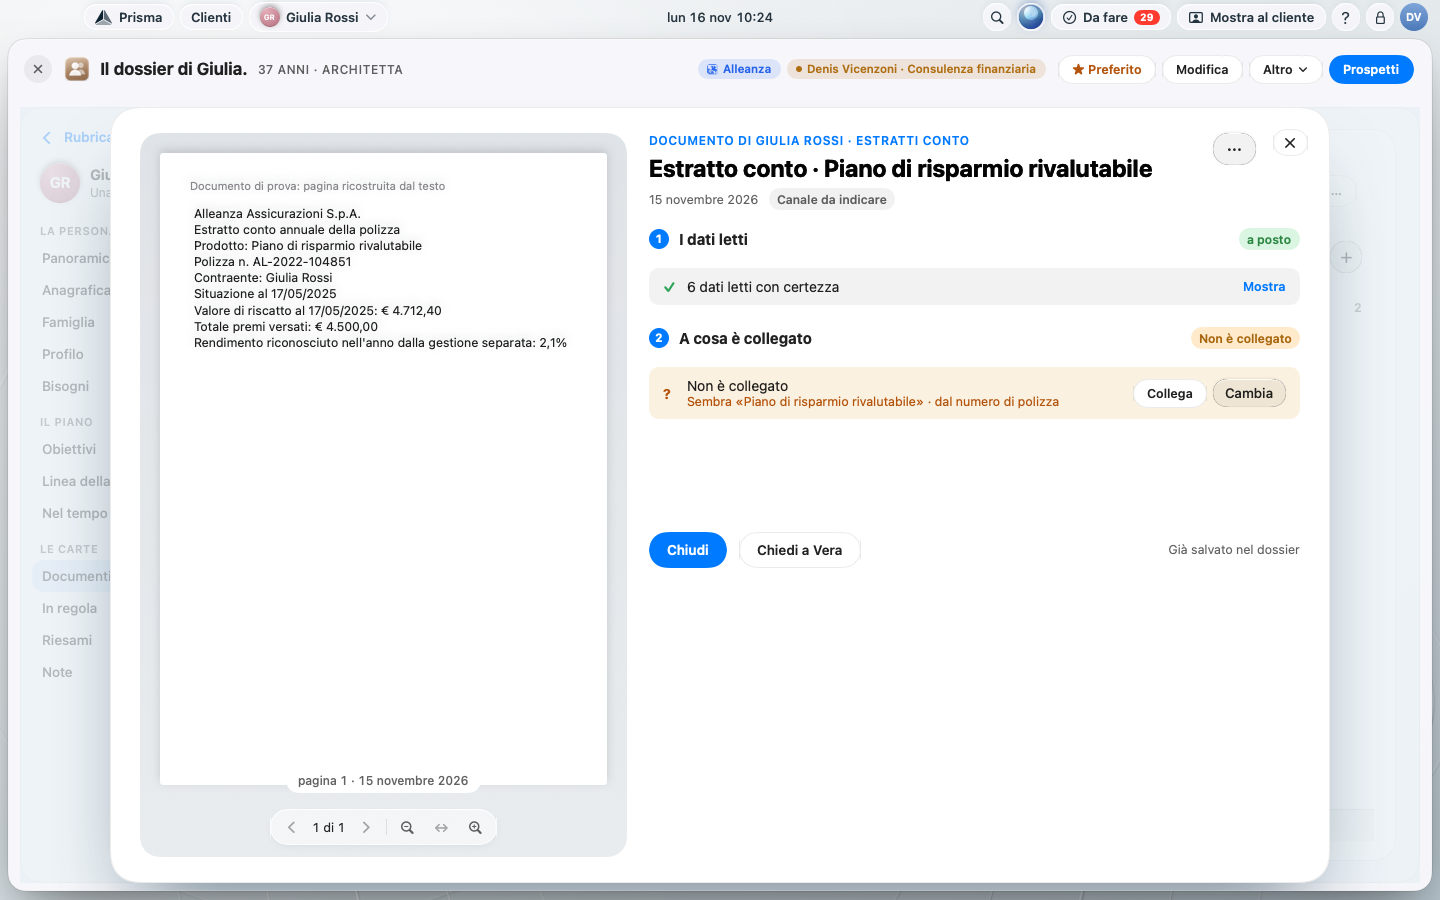 Prisma
Clienti
GR
Giulia Rossi
lun 16 nov 10:24
Da fare 29
Mostra al cliente
?
DV
Il dossier di Giulia.
37 ANNI · ARCHITETTA
Alleanza
Denis Vicenzoni · Consulenza finanziaria
Preferito
Modifica
Altro
Prospetti
Rubrica
GR
Giu
Una
LA PERSON
Panoramic
Anagrafica
Famiglia
Profilo
Bisogni
IL PIANO
Obiettivi
Linea della
Nel tempo
LE CARTE
Documenti
In regola
Riesami
Note
Documento di prova: pagina ricostruita dal testo
Alleanza Assicurazioni S.p.A.
Estratto conto annuale della polizza
Prodotto: Piano di risparmio rivalutabile
Polizza n. AL-2022-104851
Contraente: Giulia Rossi
Situazione al 17/05/2025
Valore di riscatto al 17/05/2025: € 4.712,40
Totale premi versati: € 4.500,00
Rendimento riconosciuto nell'anno dalla gestione separata: 2,1%
pagina 1 · 15 novembre 2026
1 di 1
DOCUMENTO DI GIULIA ROSSI · ESTRATTI CONTO
Estratto conto · Piano di risparmio rivalutabile
15 novembre 2026
Canale da indicare
1 I dati letti
a posto
6 dati letti con certezza
Mostra
2 A cosa è collegato
Non è collegato
?
Non è collegato
Sembra «Piano di risparmio rivalutabile» · dal numero di polizza
Collega
Cambia
Chiudi
Chiedi a Vera
Già salvato nel dossier
2